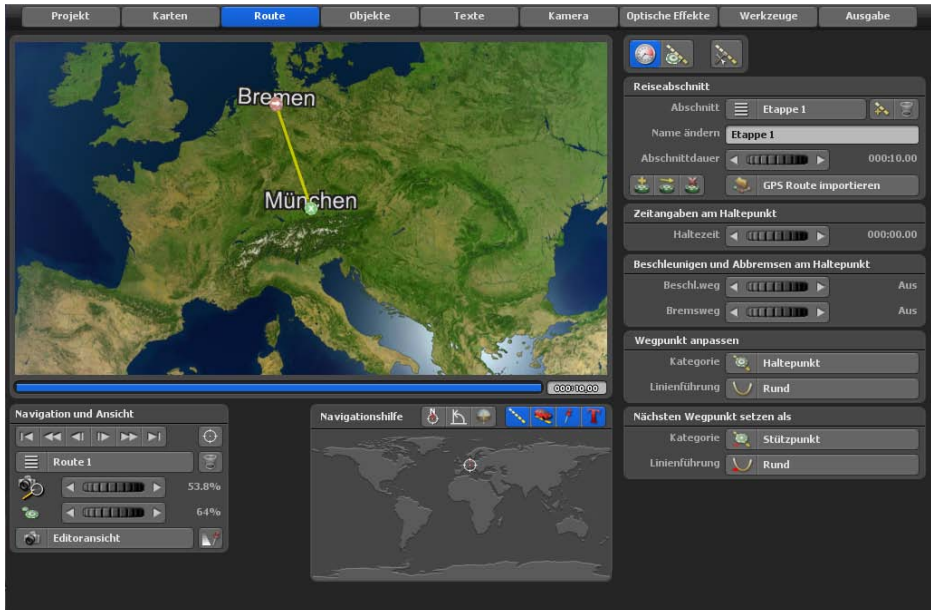 Projekt Karten Route Objekte Texte Kamera Optische Effekte Werkzeuge Ausgabe
Bremen
München
000:10.00
Reiseabschnitt
Abschnitt Etappe 1
Name ändern Etappe 1
Abschnittdauer 000:10.00
GPS Route importieren
Zeitangaben am Haltepunkt
Haltezeit 000:00.00
Beschleunigen und Abbremsen am Haltepunkt
Beschl.weg Aus
Bremsweg Aus
Wegpunkt anpassen
Kategorie Haltepunkt
Linienführung Rund
Nächsten Wegpunkt setzen als
Kategorie Stützpunkt
Linienführung Rund
Navigation und Ansicht
Route 1
53.8%
64%
Editoransicht
Navigationshilfe